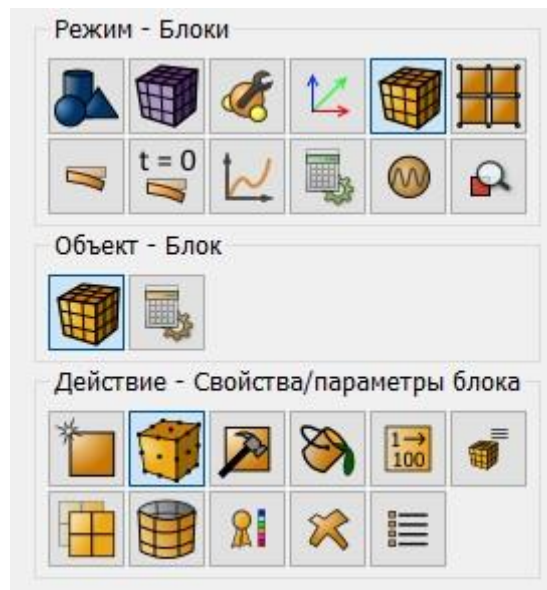 Режим - Блоки
t = 0
Объект - Блок
Действие - Свойства/параметры блока
1→
100